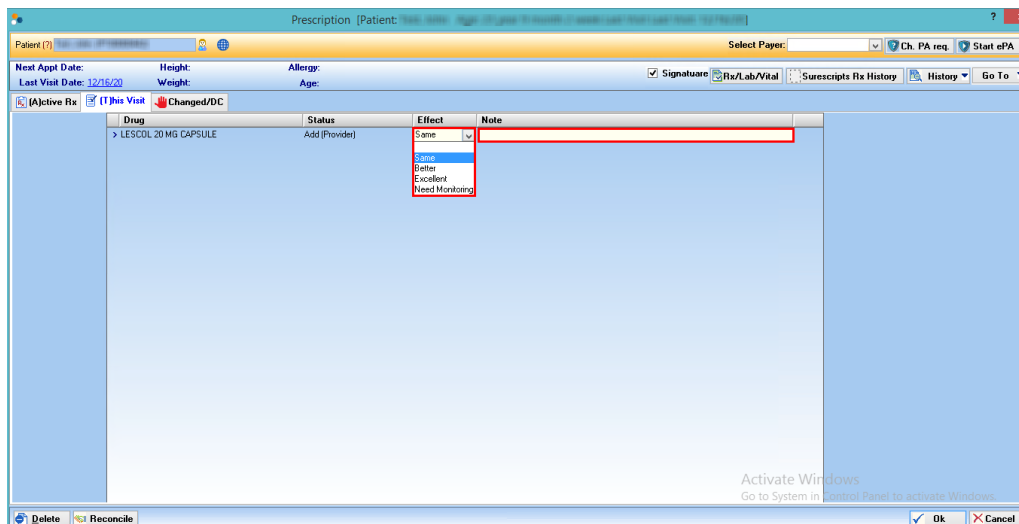 Prescription [Patient:
?
Patient (?)
Select Payer:
Ch. PA req.
Start ePA
Next Appt Date: Height: Allergy:
Last Visit Date: 12/16/20 Weight: Age:
Signatuare Rx/Lab/Vital Surescripts Rx History History Go To
(A)ctive Rx (T)his Visit Changed/DC
Drug Status Effect Note
LESCOL 20 MG CAPSULE Add (Provider) Same
Same
Better
Excellent
Need Monitoring
Activate Windows
Go to System in Control Panel to activate Windows.
Delete Reconcile Ok Cancel